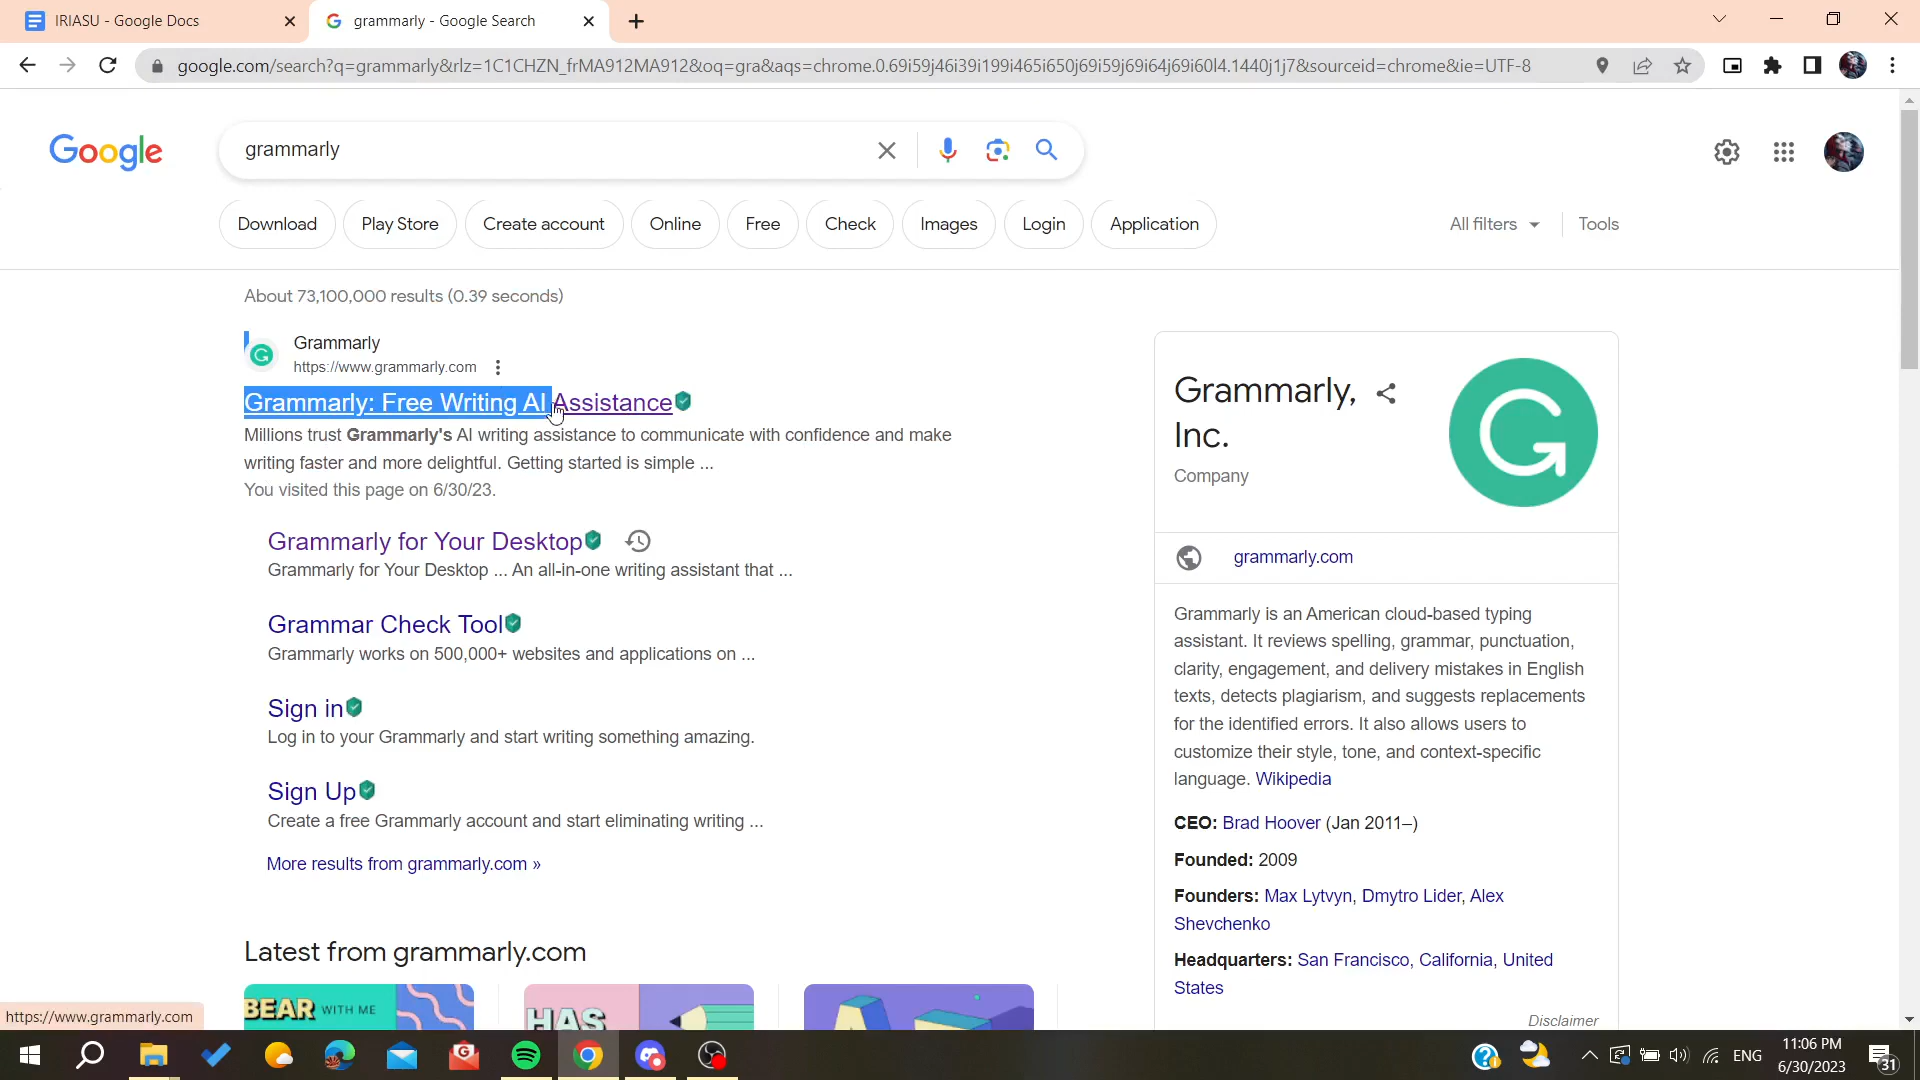 IRIASU - Google Docs
grammarly - Google Search
google.com/search?q=grammarly&rlz=1C1CHZN_frMA912MA912&oq=gra&aqs=chrome.0.69i59j46i39i199i465i650j69i59j69i64j69i60l4.1440j1j7&sourceid=chrome&ie=UTF-8
Google
grammarly
Download
Play Store
Create account
Online
Free
Check
Images
Login
Application
All filters
Tools
About 73,100,000 results (0.39 seconds)
Grammarly
https://www.grammarly.com
Grammarly: Free Writing AI Assistance
Millions trust Grammarly's AI writing assistance to communicate with confidence and make
writing faster and more delightful. Getting started is simple ...
You visited this page on 6/30/23.
Grammarly for Your Desktop
Grammarly for Your Desktop ... An all-in-one writing assistant that ...
Grammar Check Tool
Grammarly works on 500,000+ websites and applications on ...
Sign in
Log in to your Grammarly and start writing something amazing.
Sign Up
Create a free Grammarly account and start eliminating writing ...
More results from grammarly.com »
Latest from grammarly.com
BEAR WITH ME
HAS
Grammarly,
Inc.
Company
grammarly.com
Grammarly is an American cloud-based typing
assistant. It reviews spelling, grammar, punctuation,
clarity, engagement, and delivery mistakes in English
texts, detects plagiarism, and suggests replacements
for the identified errors. It also allows users to
customize their style, tone, and context-specific
language. Wikipedia
CEO: Brad Hoover (Jan 2011–)
Founded: 2009
Founders: Max Lytvyn, Dmytro Lider, Alex
Shevchenko
Headquarters: San Francisco, California, United
States
Disclaimer
https://www.grammarly.com
ENG
11:06 PM
6/30/2023
31